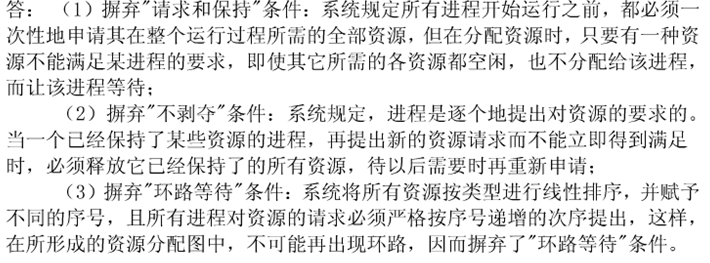 答： （1）摒弃"请求和保持"条件：系统规定所有进程开始运行之前，都必须一
次性地申请其在整个运行过程所需的全部资源，但在分配资源时，只要有一种资
源不能满足某进程的要求，即使其它所需的各资源都空闲，也不分配给该进程，
而让该进程等待；
（2）摒弃"不剥夺"条件：系统规定，进程是逐个地提出对资源的要求的。
当一个已经保持了某些资源的进程，再提出新的资源请求而不能立即得到满足
时，必须释放它已经保持了的所有资源，待以后需要时再重新申请；
（3）摒弃"环路等待"条件：系统将所有资源按类型进行线性排序，并赋予
不同的序号，且所有进程对资源的请求必须严格按序号递增的次序提出，这样，
在所形成的资源分配图中，不可能再出现环路，因而摒弃了"环路等待"条件。